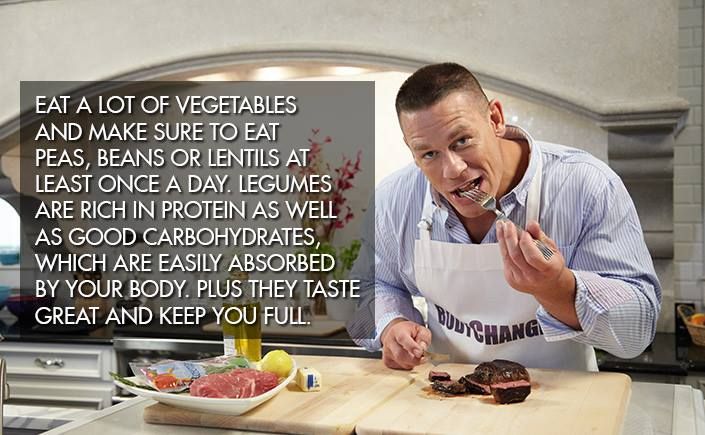 EAT A LOT OF VEGETABLES
AND MAKE SURE TO EAT
PEAS, BEANS OR LENTILS AT
LEAST ONCE A DAY. LEGUMES
ARE RICH IN PROTEIN AS WELL
AS GOOD CARBOHYDRATES,
WHICH ARE EASILY ABSORBED
BY YOUR BODY. PLUS THEY TASTE
GREAT AND KEEP YOU FULL.
BODYCHANG